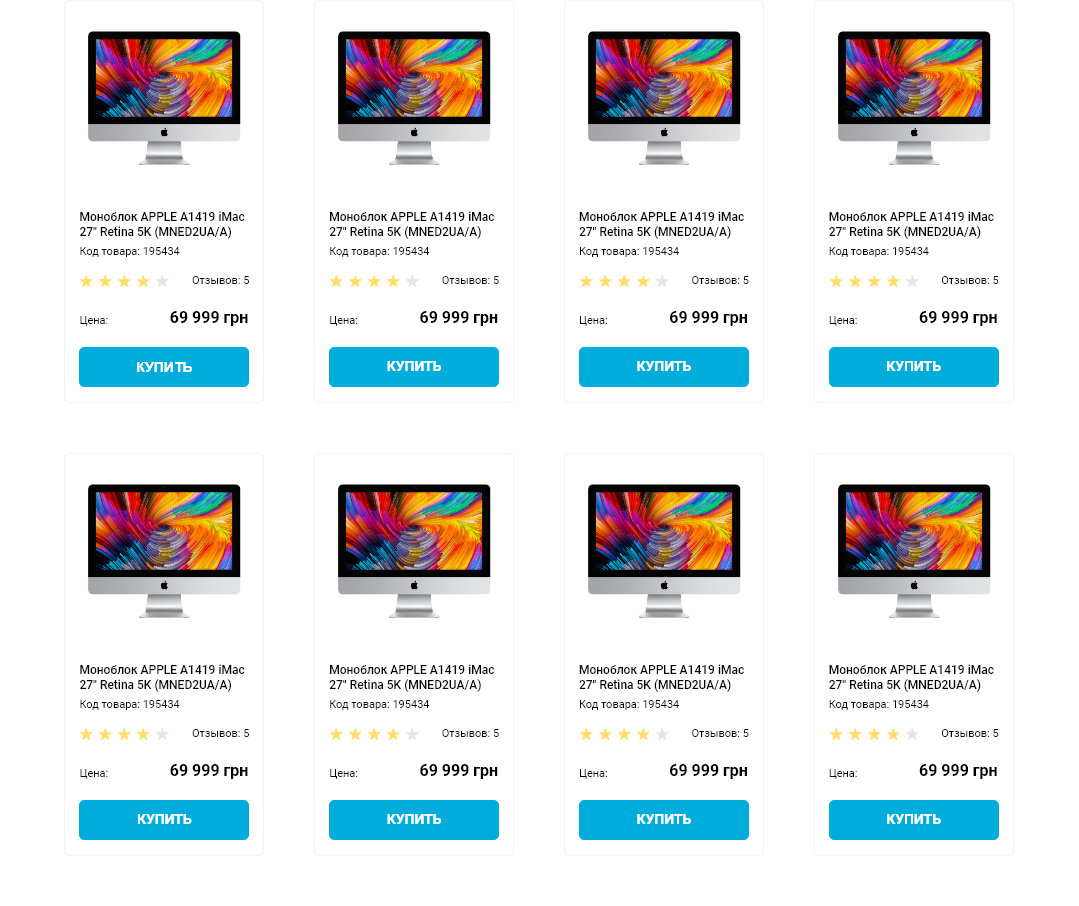 Моноблок APPLE A1419 iMac
27" Retina 5K (MNED2UA/A)
Код товара: 195434
Отзывов: 5
Цена: 69 999 грн
КУПИТЬ
Моноблок APPLE A1419 iMac
27" Retina 5K (MNED2UA/A)
Код товара: 195434
Отзывов: 5
Цена: 69 999 грн
КУПИТЬ
Моноблок APPLE A1419 iMac
27" Retina 5K (MNED2UA/A)
Код товара: 195434
Отзывов: 5
Цена: 69 999 грн
КУПИТЬ
Моноблок APPLE A1419 iMac
27" Retina 5K (MNED2UA/A)
Код товара: 195434
Отзывов: 5
Цена: 69 999 грн
КУПИТЬ
Моноблок APPLE A1419 iMac
27" Retina 5K (MNED2UA/A)
Код товара: 195434
Отзывов: 5
Цена: 69 999 грн
КУПИТЬ
Моноблок APPLE A1419 iMac
27" Retina 5K (MNED2UA/A)
Код товара: 195434
Отзывов: 5
Цена: 69 999 грн
КУПИТЬ
Моноблок APPLE A1419 iMac
27" Retina 5K (MNED2UA/A)
Код товара: 195434
Отзывов: 5
Цена: 69 999 грн
КУПИТЬ
Моноблок APPLE A1419 iMac
27" Retina 5K (MNED2UA/A)
Код товара: 195434
Отзывов: 5
Цена: 69 999 грн
КУПИТЬ